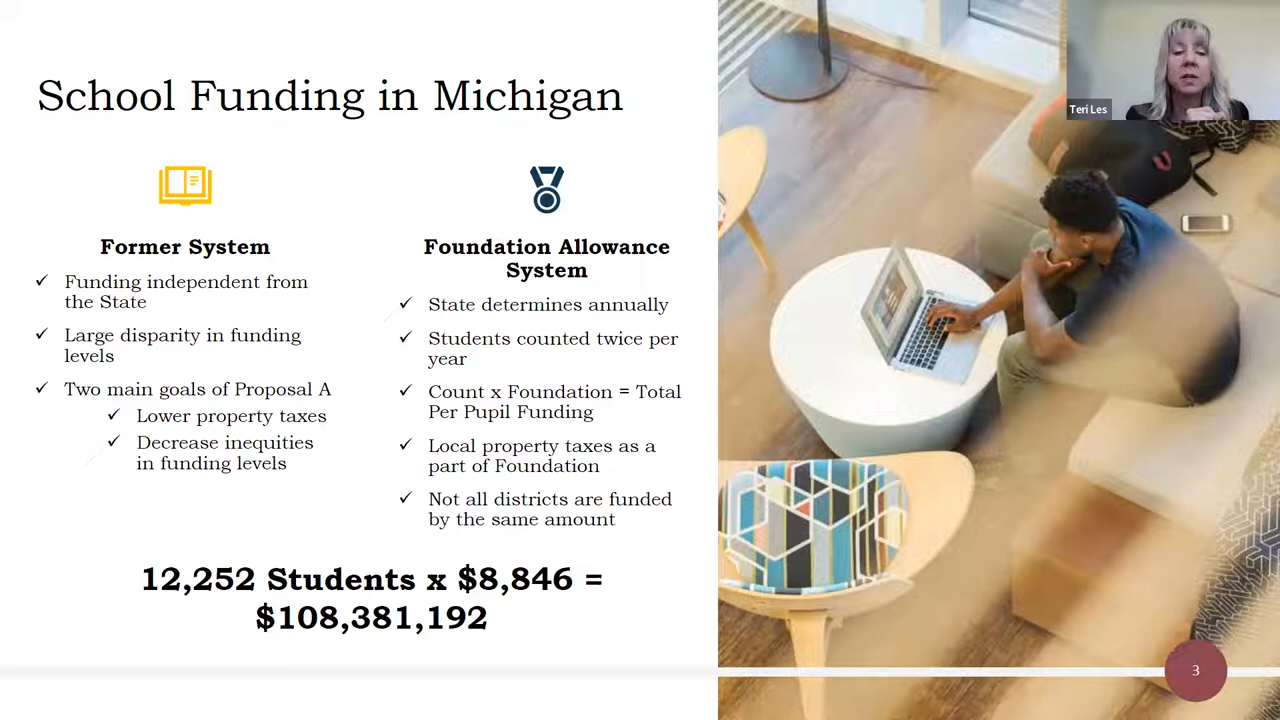 School Funding in Michigan
Former System
Funding independent from
the State
Large disparity in funding
levels
Two main goals of Proposal A
Lower property taxes
Decrease inequities
in funding levels
Foundation Allowance
System
State determines annually
Students counted twice per
year
Count x Foundation = Total
Per Pupil Funding
Local property taxes as a
part of Foundation
Not all districts are funded
by the same amount
12,252 Students x $8,846 =
$108,381,192
Teri Les
3